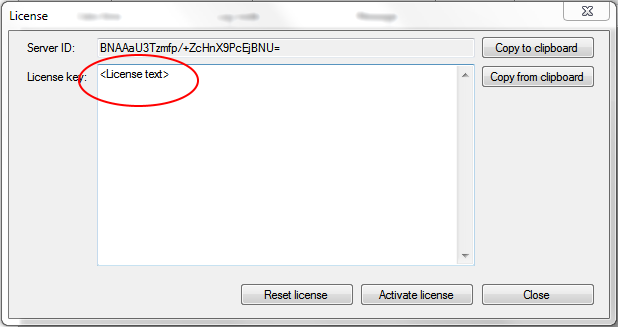 License
Server ID: BNAAaU3Tzmfp/+ZcHnX9PcEjBNU= Copy to clipboard
License key: <License text> Copy from clipboard
Reset license Activate license Close